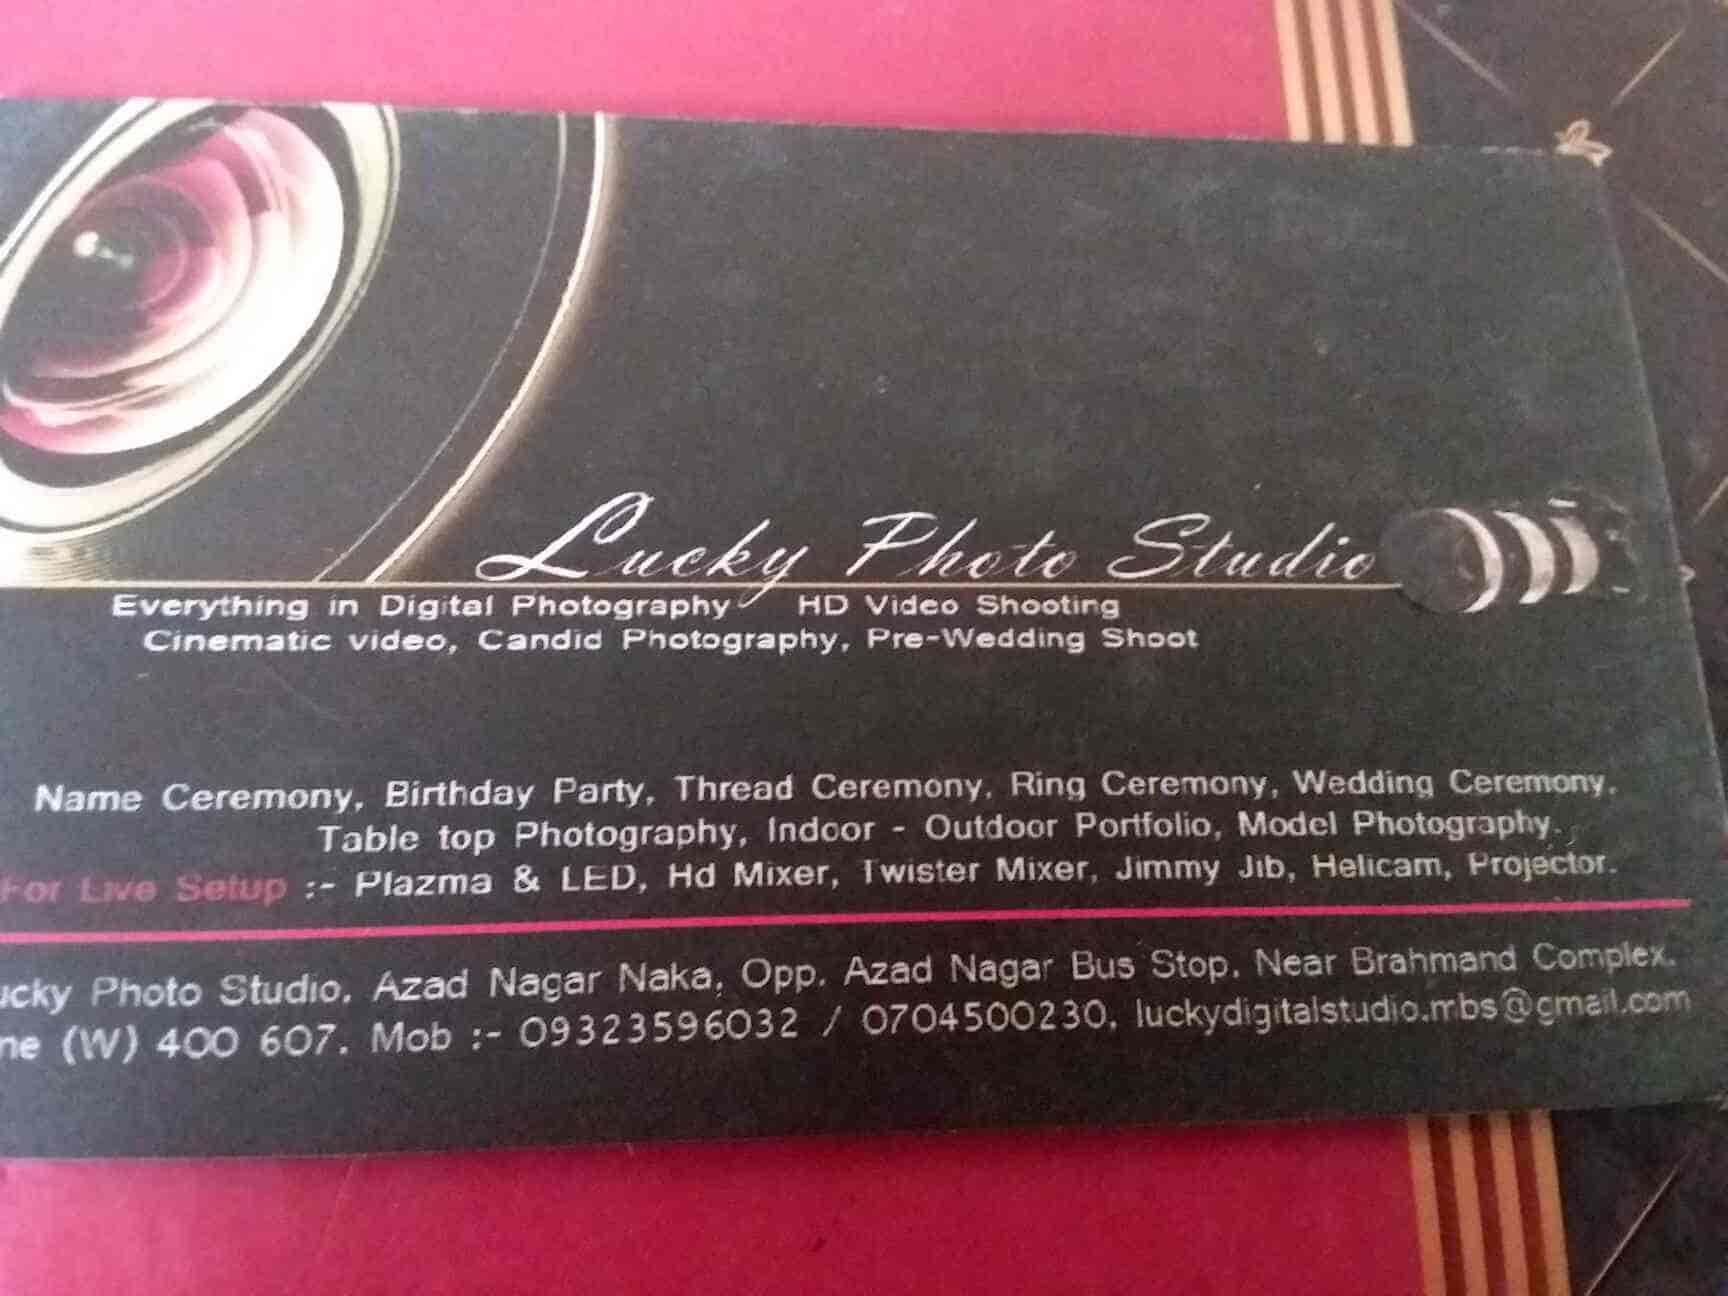 Lucky Photo Studio
Everything in Digital Photography HD Video Shooting
Cinematic video, Candid Photography, Pre-Wedding Shoot
Name Ceremony, Birthday Party, Thread Ceremony, Ring Ceremony, Wedding Ceremony,
Table top Photography, Indoor - Outdoor Portfolio, Model Photography.
For Live Setup :- Plazma & LED, Hd Mixer, Twister Mixer, Jimmy Jib, Helicam, Projector.
ucky Photo Studio, Azad Nagar Naka, Opp. Azad Nagar Bus Stop, Near Brahmand Complex,
ne (W) 400 607. Mob :- 09323596032 / 0704500230, luckydigitalstudio.mbs@gmail.com